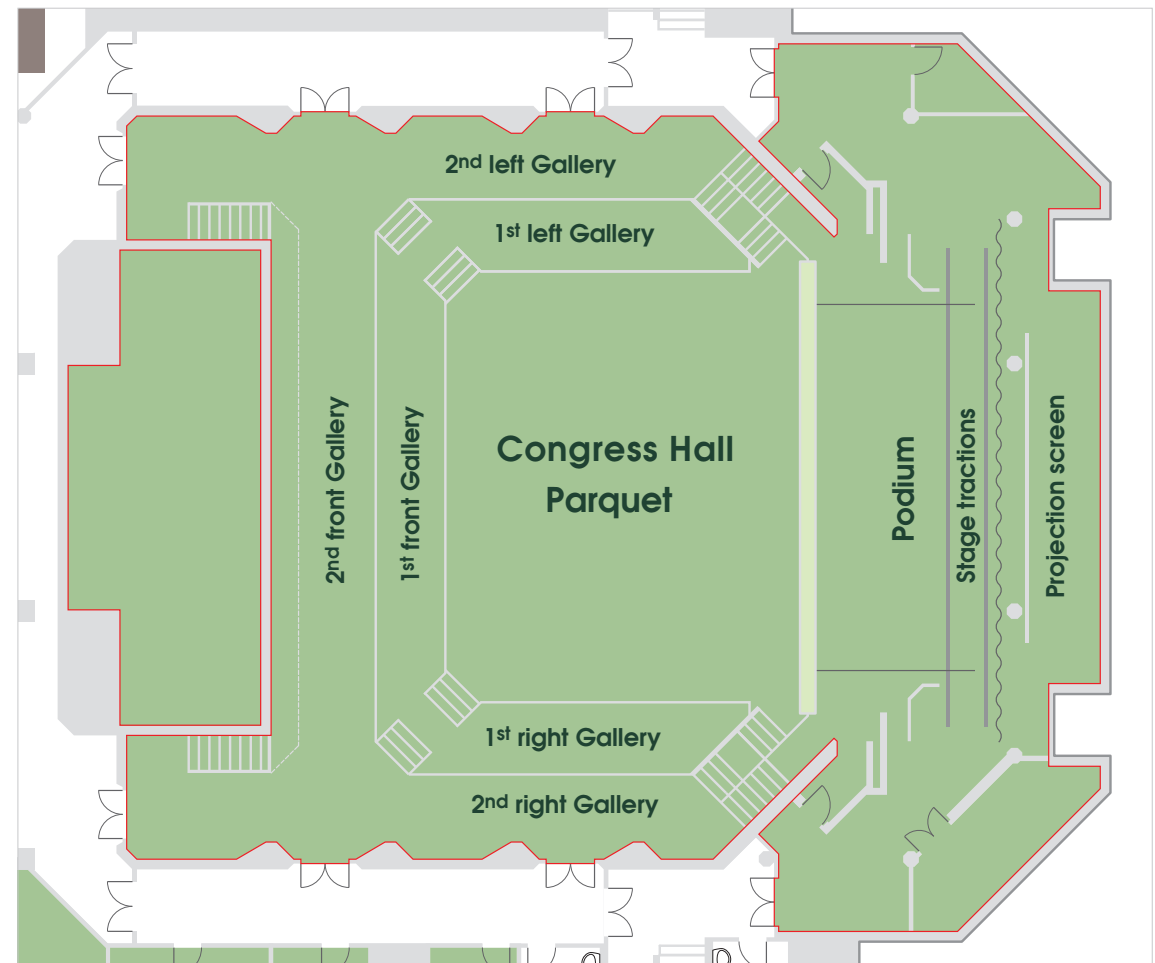 2nd left Gallery
1st left Gallery
2nd front Gallery
1st front Gallery
Congress Hall
Parquet
Podium
Stage tractions
Projection screen
1st right Gallery
2nd right Gallery